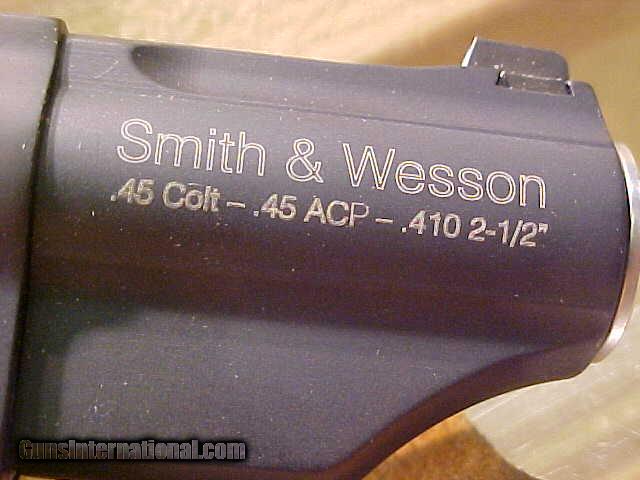 Smith & Wesson
.45 Colt – .45 ACP – .410 2-1/2"
GunsInternational.com